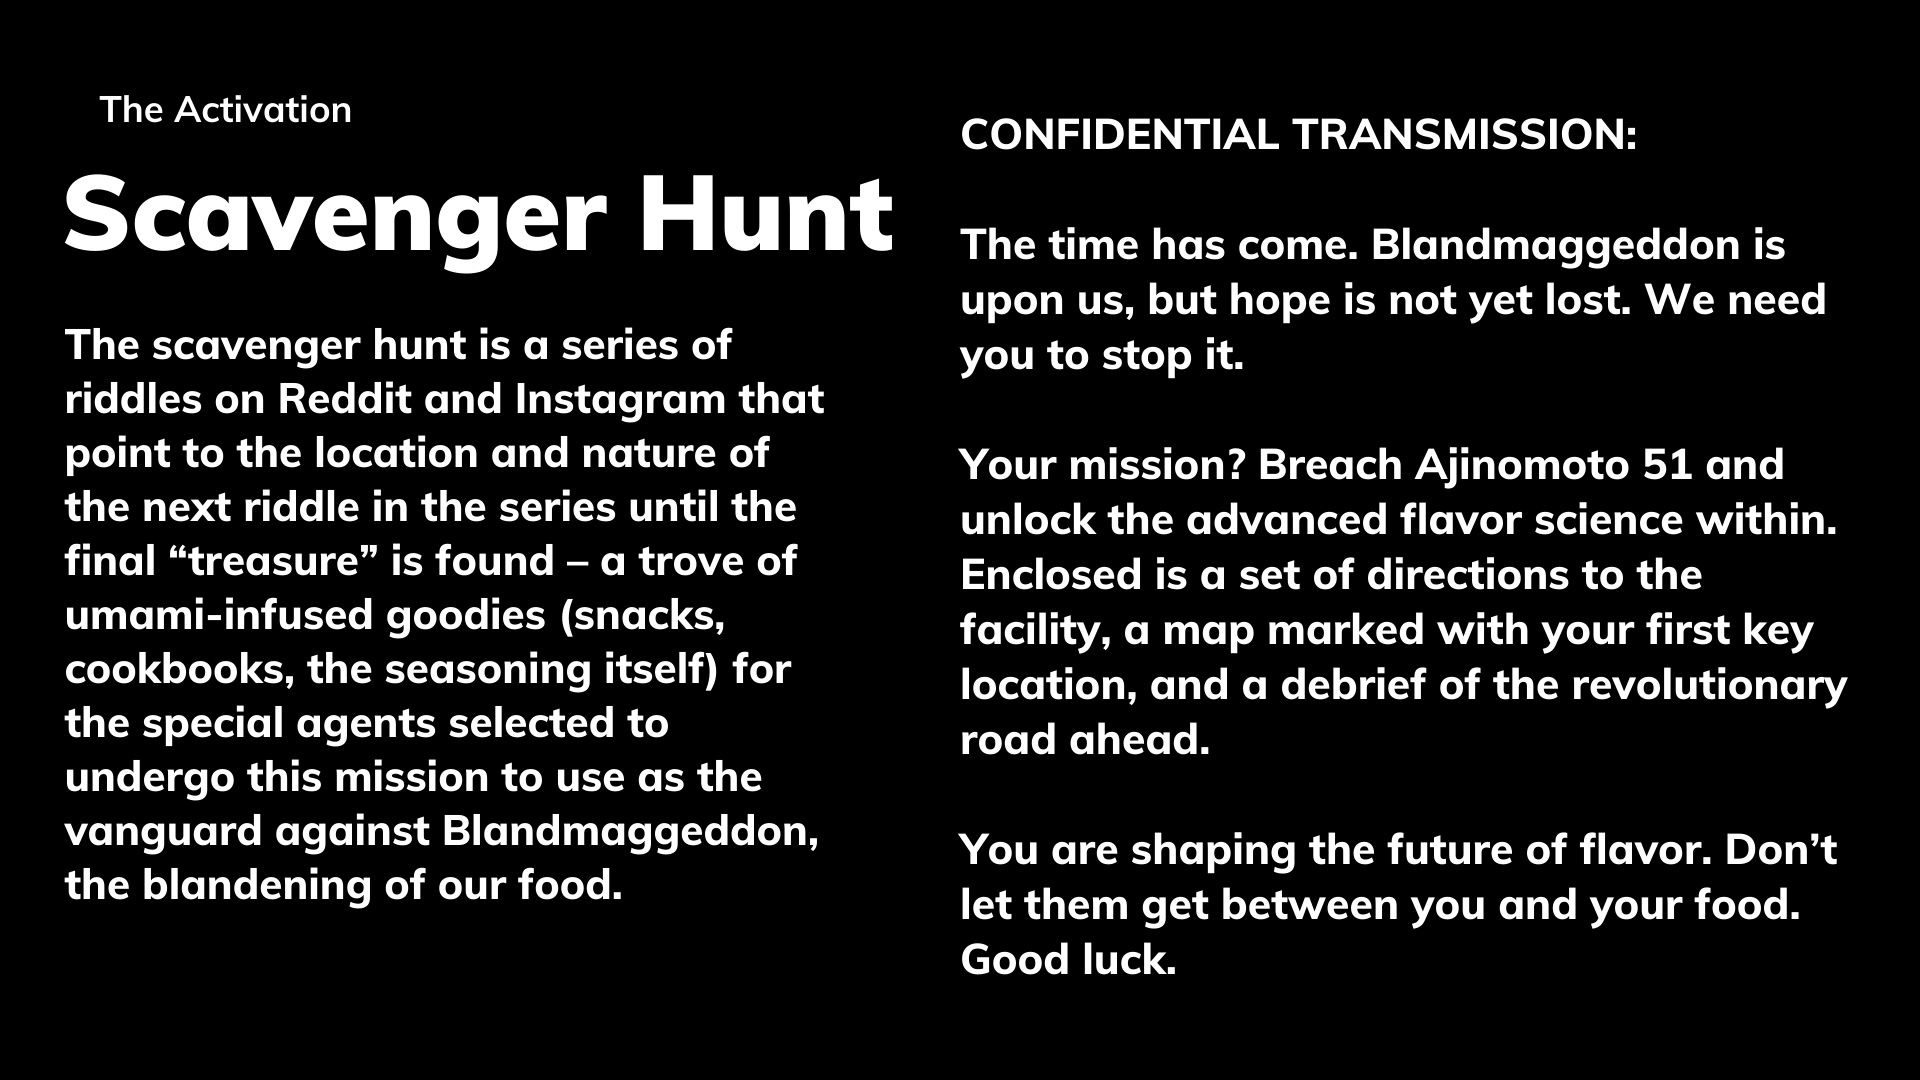 The Activation
Scavenger Hunt
The scavenger hunt is a series of
riddles on Reddit and Instagram that
point to the location and nature of
the next riddle in the series until the
final “treasure” is found – a trove of
umami-infused goodies (snacks,
cookbooks, the seasoning itself) for
the special agents selected to
undergo this mission to use as the
vanguard against Blandmaggeddon,
the blandening of our food.
CONFIDENTIAL TRANSMISSION:
The time has come. Blandmaggeddon is
upon us, but hope is not yet lost. We need
you to stop it.
Your mission? Breach Ajinomoto 51 and
unlock the advanced flavor science within.
Enclosed is a set of directions to the
facility, a map marked with your first key
location, and a debrief of the revolutionary
road ahead.
You are shaping the future of flavor. Don’t
let them get between you and your food.
Good luck.